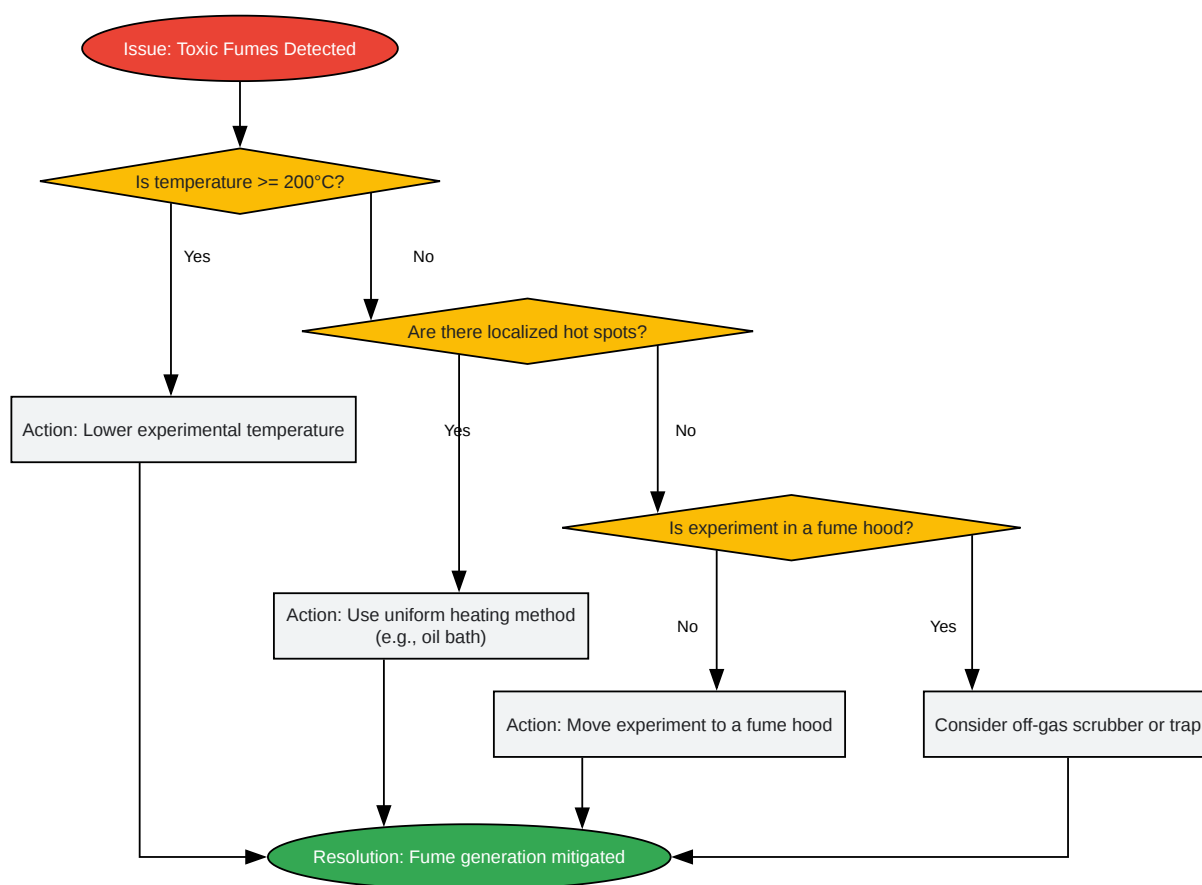 Issue: Toxic Fumes Detected
Is temperature >= 200°C?
Yes
No
Are there localized hot spots?
Action: Lower experimental temperature
Yes
No
Is experiment in a fume hood?
Action: Use uniform heating method
(e.g., oil bath)
No
Yes
Action: Move experiment to a fume hood
Consider off-gas scrubber or trap
Resolution: Fume generation mitigated